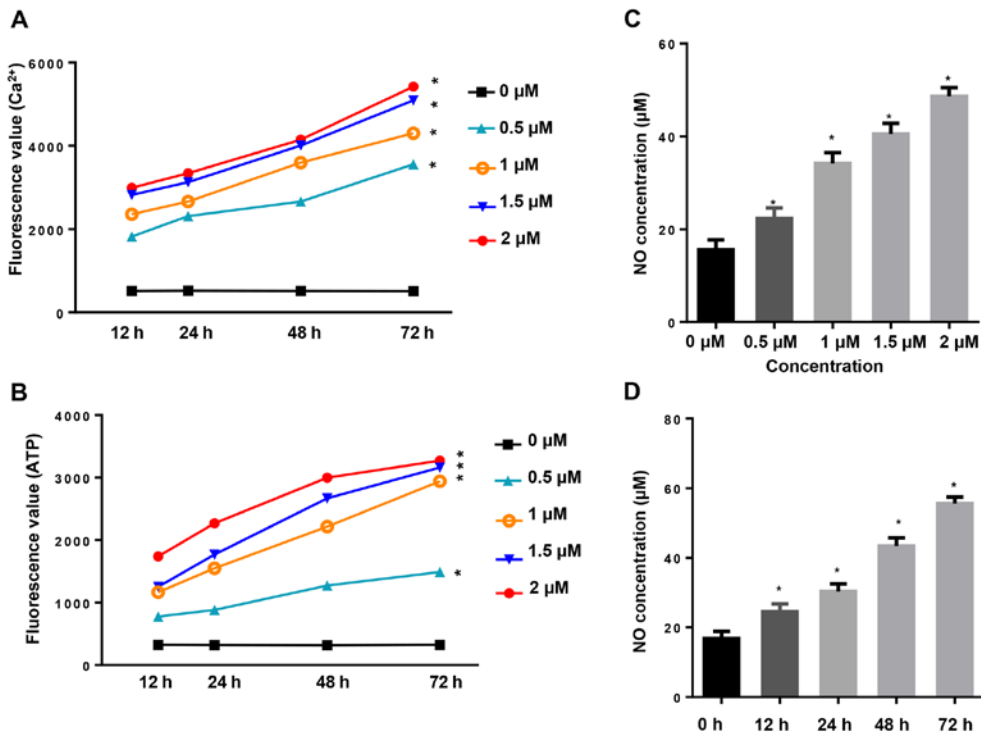 A
Fluorescence value (Ca²⁺)
6000
4000
2000
0
12 h 24 h 48 h 72 h
*
*
*
*
0 µM
0.5 µM
1 µM
1.5 µM
2 µM
B
Fluorescence value (ATP)
4000
3000
2000
1000
0
12 h 24 h 48 h 72 h
*
*
*
*
0 µM
0.5 µM
1 µM
1.5 µM
2 µM
C
NO concentration (µM)
60
40
20
0
* * * *
0 µM 0.5 µM 1 µM 1.5 µM 2 µM
Concentration
D
NO concentration (µM)
80
60
40
20
0
* * * *
0 h 12 h 24 h 48 h 72 h